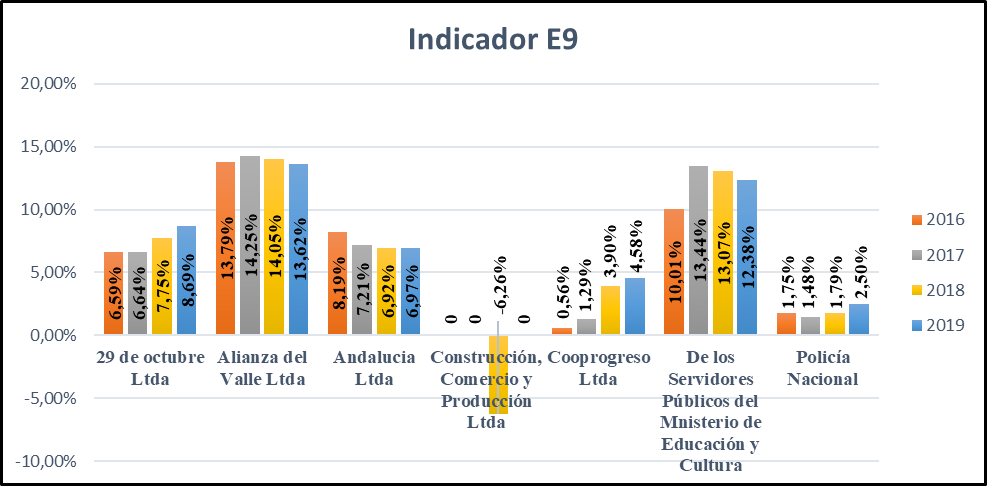 Indicador E9
20,00%
15,00%
10,00%
5,00%
0,00%
-5,00%
-10,00%
6,59%
6,64%
7,75%
8,69%
13,79%
14,25%
14,05%
13,62%
8,19%
7,21%
6,92%
6,97%
0
0
-6,26%
0
0,56%
1,29%
3,90%
4,58%
10,01%
13,44%
13,07%
12,38%
1,75%
1,48%
1,79%
2,50%
29 de octubre
Ltda
Alianza del
Valle Ltda
Andalucia
Ltda
Construcción,
Comercio y
Producción
Ltda
Cooprogreso
Ltda
De los
Servidores
Públicos del
Mnisterio de
Educación y
Cultura
Policía
Nacional
2016
2017
2018
2019